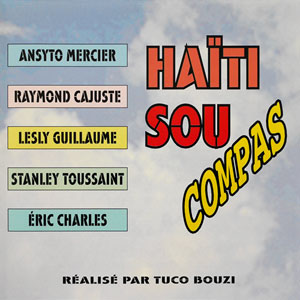 ANSYTO MERCIER
RAYMOND CAJUSTE
LESLY GUILLAUME
STANLEY TOUSSAINT
ÉRIC CHARLES
HAÏTI
SOU
COMPAS
RÉALISÉ PAR TUCO BOUZI